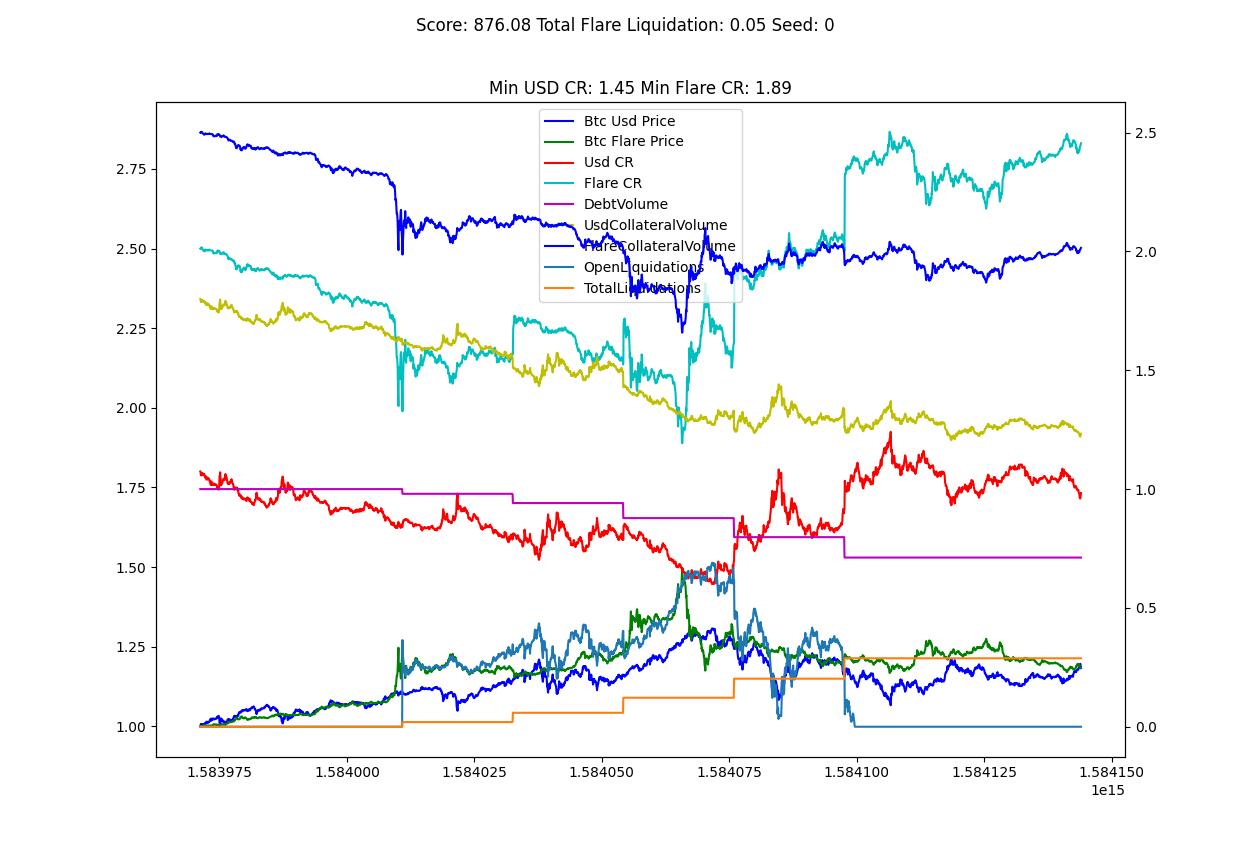 Score: 876.08 Total Flare Liquidation: 0.05 Seed: 0
Min USD CR: 1.45 Min Flare CR: 1.89
Btc Usd Price
Btc Flare Price
Usd CR
Flare CR
DebtVolume
UsdCollateralVolume
FlareCollateralVolume
OpenLiquidations
TotalLiquidations
2.75
2.50
2.25
2.00
1.75
1.50
1.25
1.00
2.5
2.0
1.5
1.0
0.5
0.0
1.583975 1.584000 1.584025 1.584050 1.584075 1.584100 1.584125 1.584150
1e15